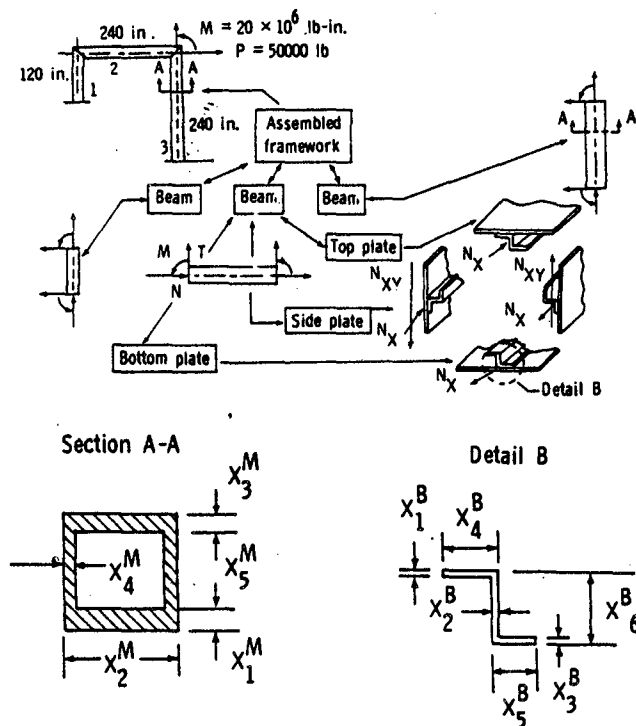 240 in.
M = 20 × 10^6 lb-in.
P = 50000 lb
120 in.
2
A A
1
240 in.
3
Assembled framework
A A
Beam
Beam
Beam
Top plate
M T
N
N_X
N_XY
N_XY
N_X
N_X
Side plate
Bottom plate
N_X
Detail B
Section A-A
Detail B
X_3^M
X_4^M
X_5^M
X_2^M
X_1^M
X_1^B
X_4^B
X_2^B
X_6^B
X_5^B
X_3^B